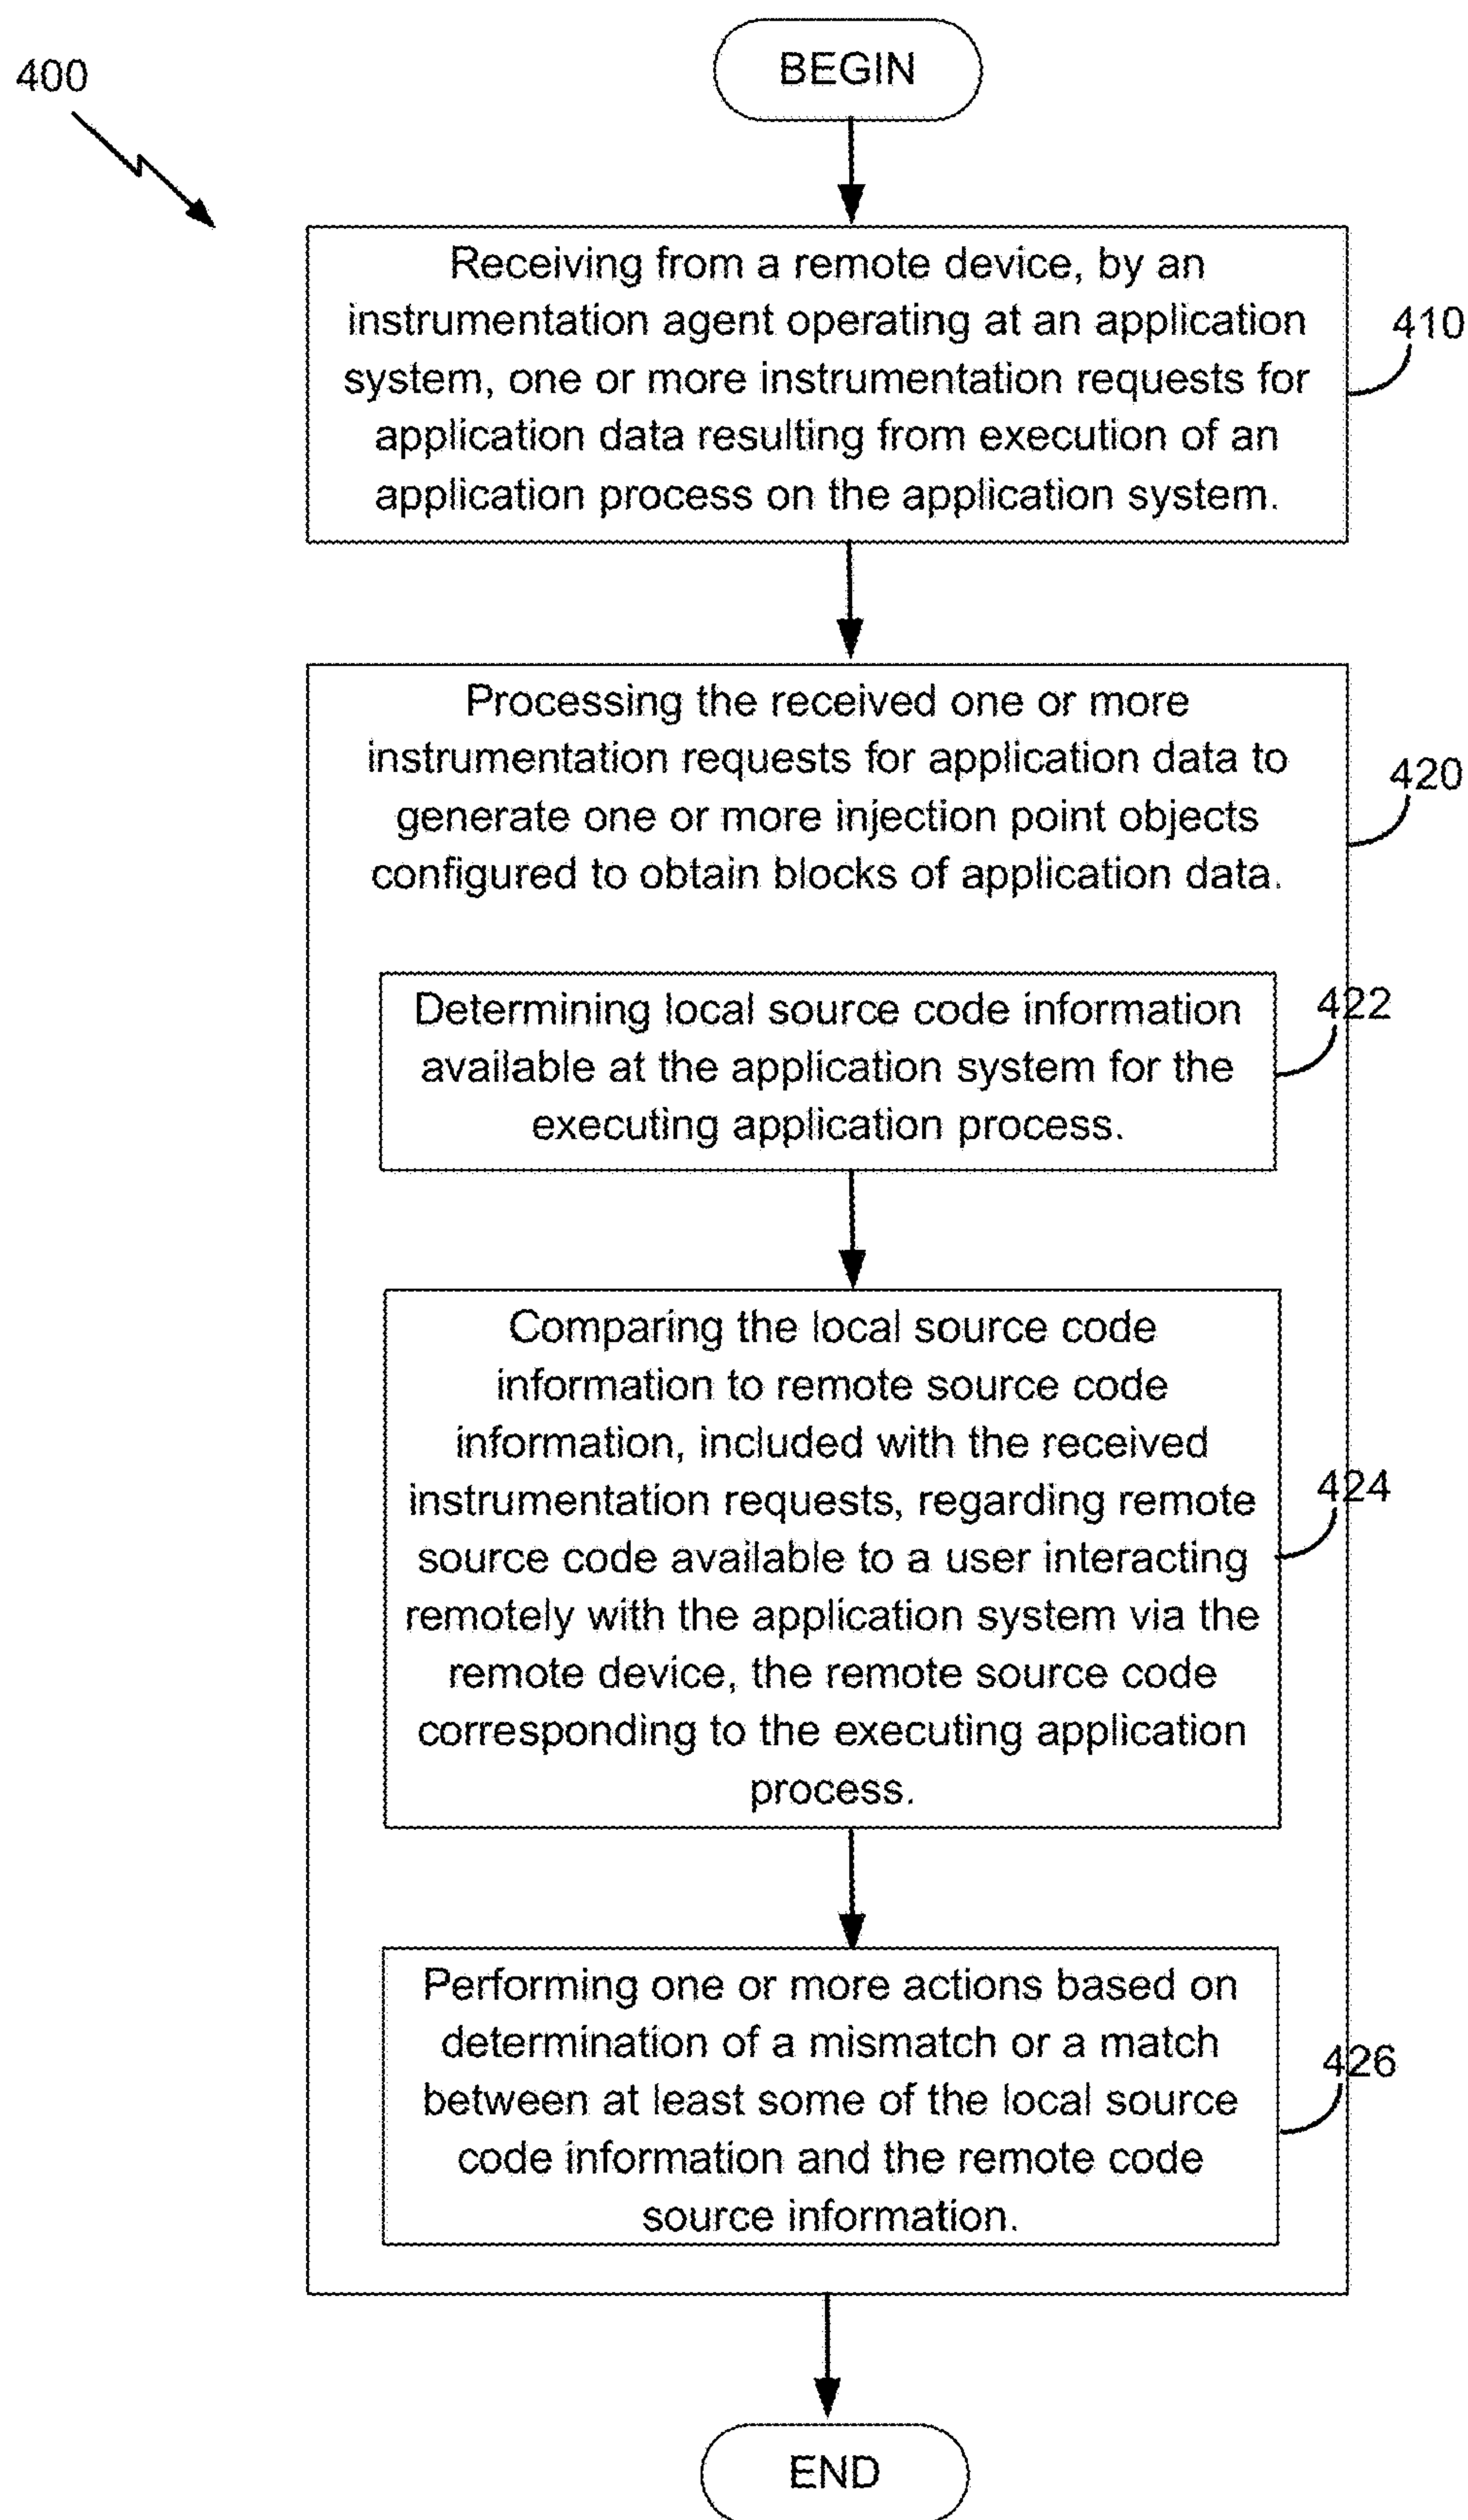 400
BEGIN
Receiving from a remote device, by an
instrumentation agent operating at an application
system, one or more instrumentation requests for
application data resulting from execution of an
application process on the application system.
410
Processing the received one or more
instrumentation requests for application data to
generate one or more injection point objects
configured to obtain blocks of application data.
420
Determining local source code information
available at the application system for the
executing application process.
422
Comparing the local source code
information to remote source code
information, included with the received
instrumentation requests, regarding remote
source code available to a user interacting
remotely with the application system via the
remote device, the remote source code
corresponding to the executing application
process.
424
Performing one or more actions based on
determination of a mismatch or a match
between at least some of the local source
code information and the remote code
source information.
426
END